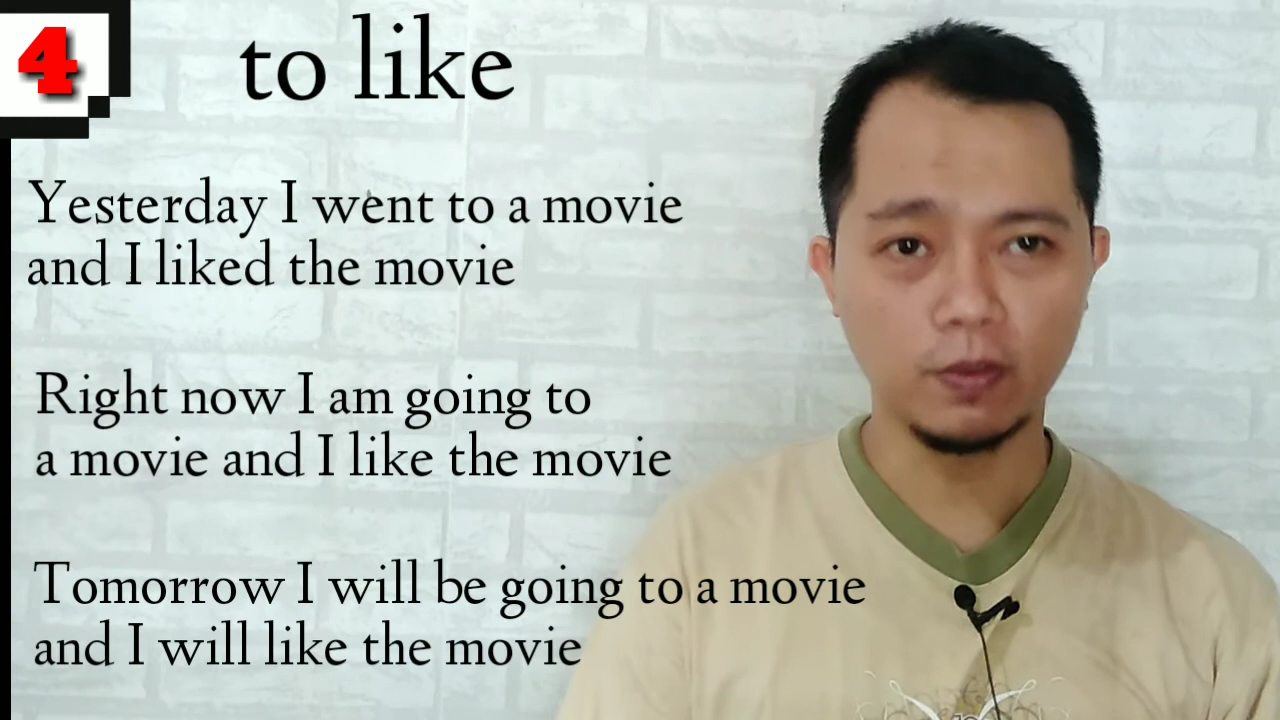 4
to like
Yesterday I went to a movie
and I liked the movie
Right now I am going to
a movie and I like the movie
Tomorrow I will be going to a movie
and I will like the movie